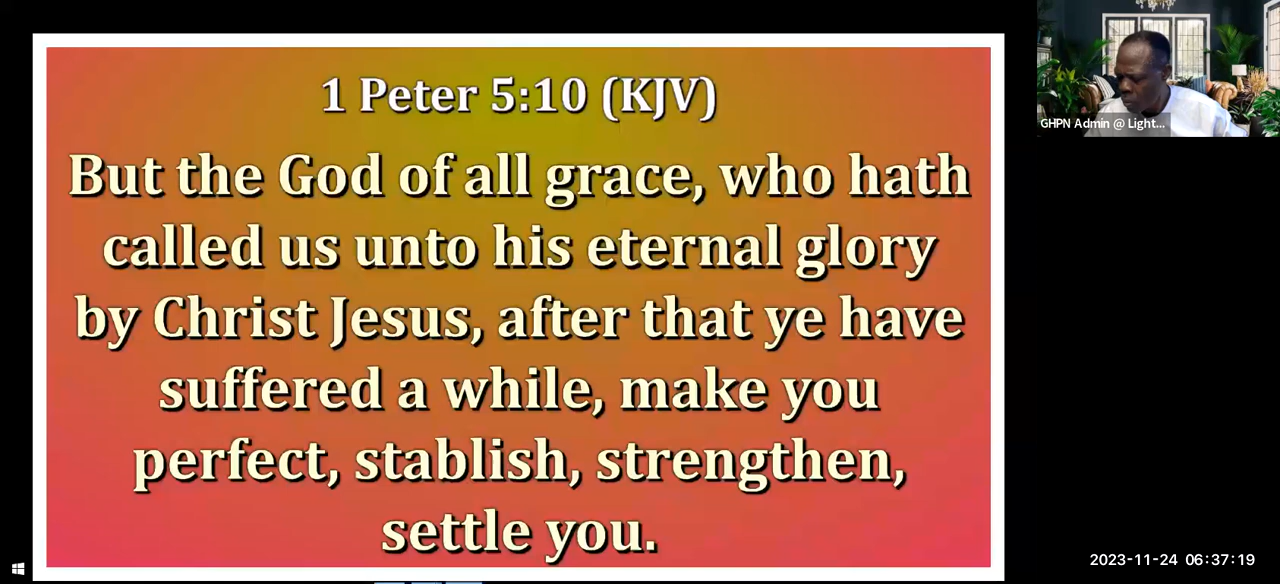 1 Peter 5:10 (KJV)
But the God of all grace, who hath
called us unto his eternal glory
by Christ Jesus, after that ye have
suffered a while, make you
perfect, stablish, strengthen,
settle you.
GHPN Admin @ Light...
2023-11-24 06:37:19